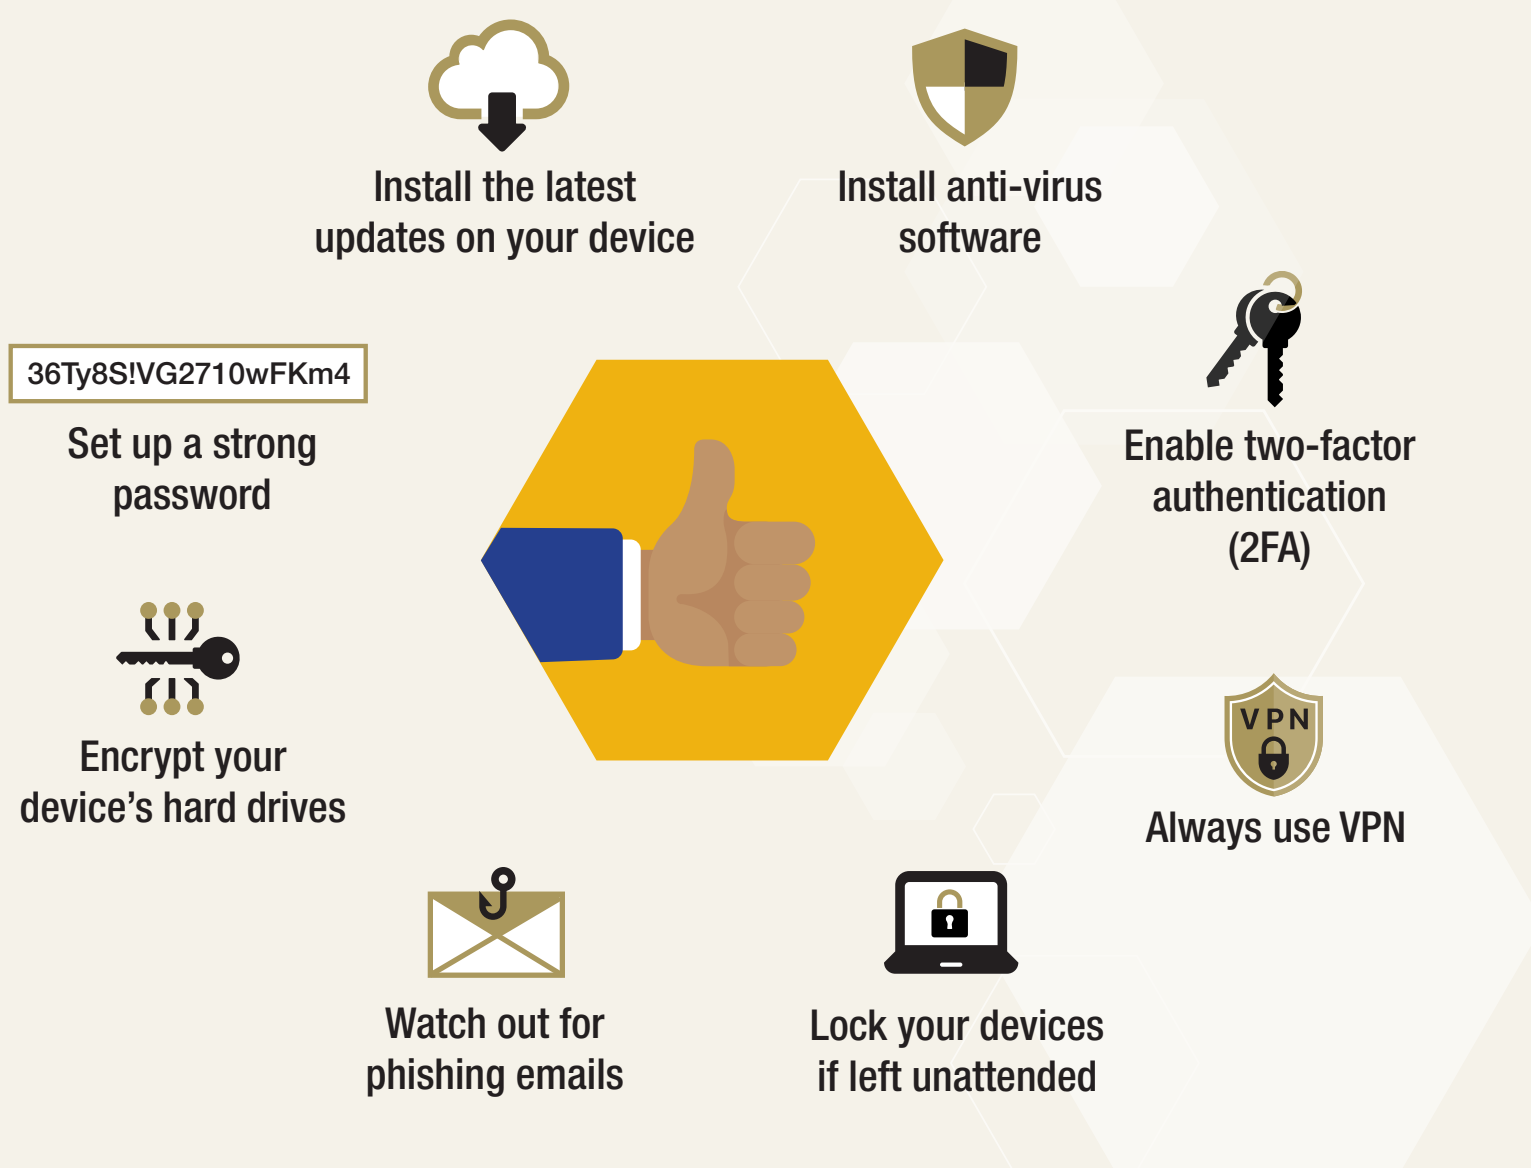 Install the latest
updates on your device
Install anti-virus
software
36Ty8S!VG2710wFKm4
Set up a strong
password
Enable two-factor
authentication
(2FA)
Encrypt your
device’s hard drives
VPN
Always use VPN
Watch out for
phishing emails
Lock your devices
if left unattended